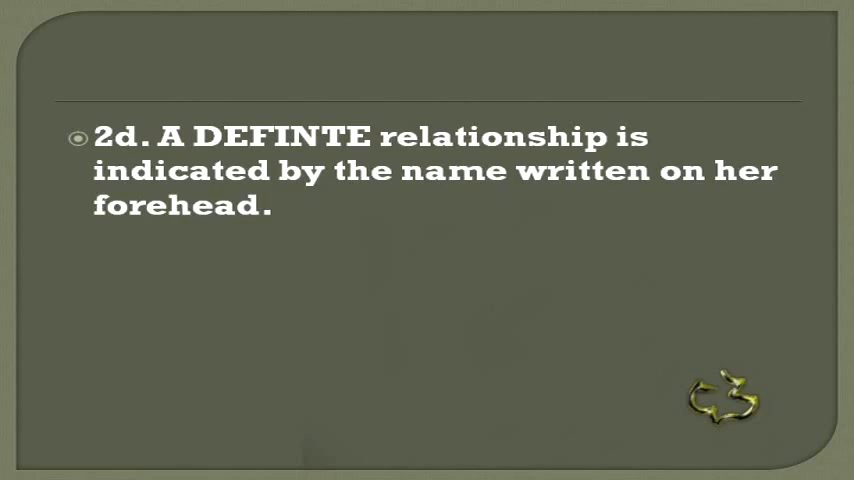 2d. A DEFINTE relationship is
indicated by the name written on her
forehead.